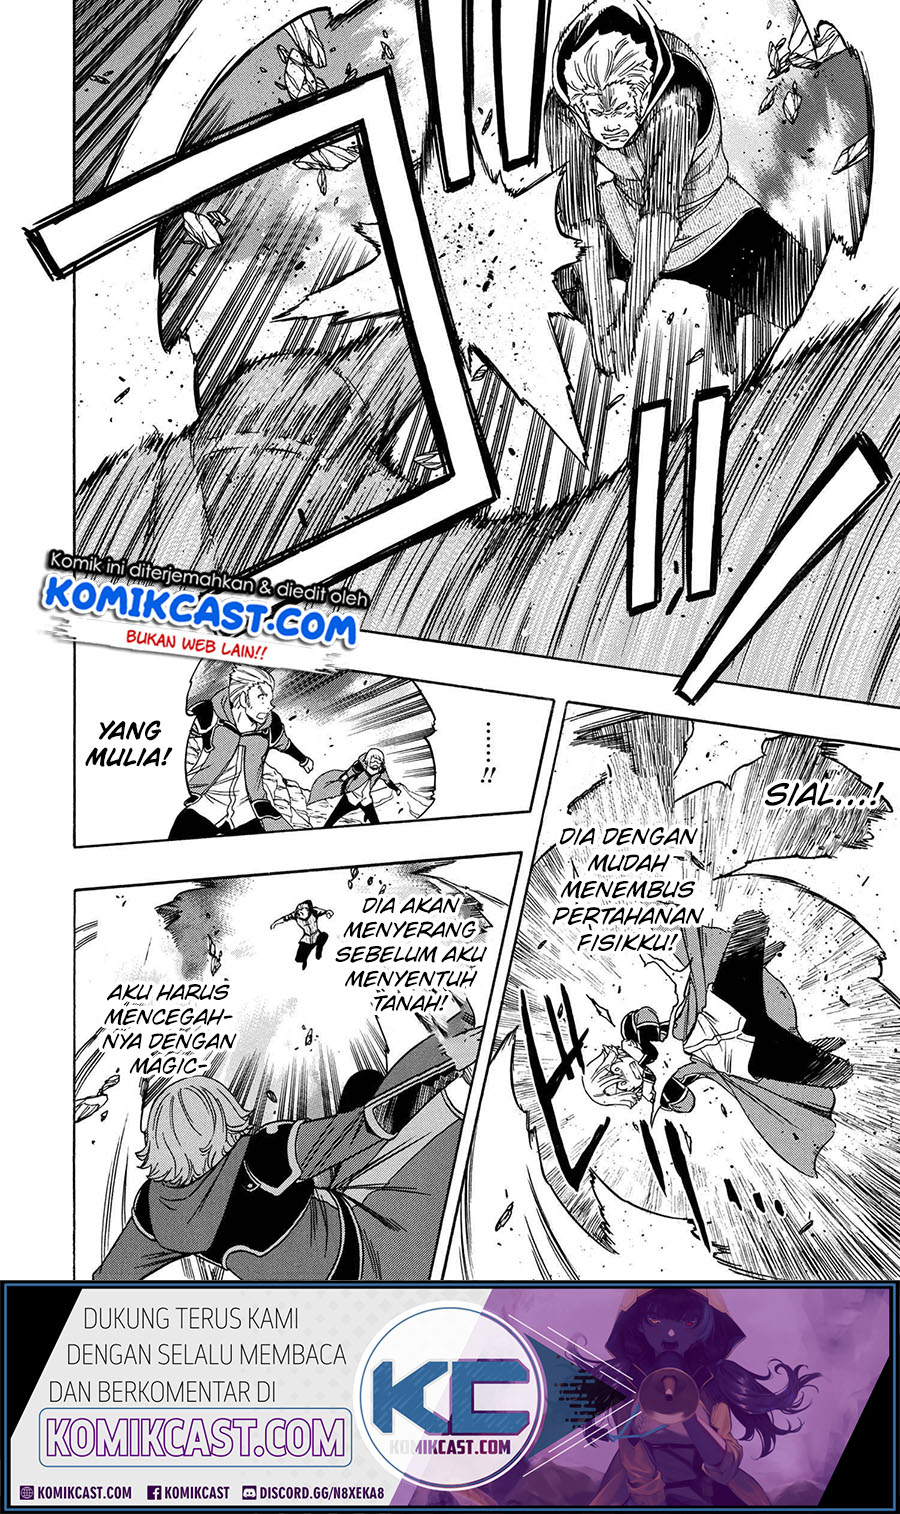 Komik ini diterjemahkan & diedit oleh
KOMIKCAST.COM
BUKAN WEB LAIN!!
SIAL...!
DIA DENGAN
MUDAH
MENEMBUS
PERTAHANAN
FISIKKU!
......!!
YANG
MULIA!
DIA AKAN
MENYERANG
SEBELUM AKU
MENYENTUH
TANAH!
AKU HARUS
MENCEGAH-
NYA DENGAN
MAGIC-
DUKUNG TERUS KAMI
DENGAN SELALU MEMBACA
DAN BERKOMENTAR DI
KOMIKCAST.COM
KC
KOMIKCAST.COM
KOMIKCAST.COM KOMIKCAST DISCORD.GG/N8XEKA8